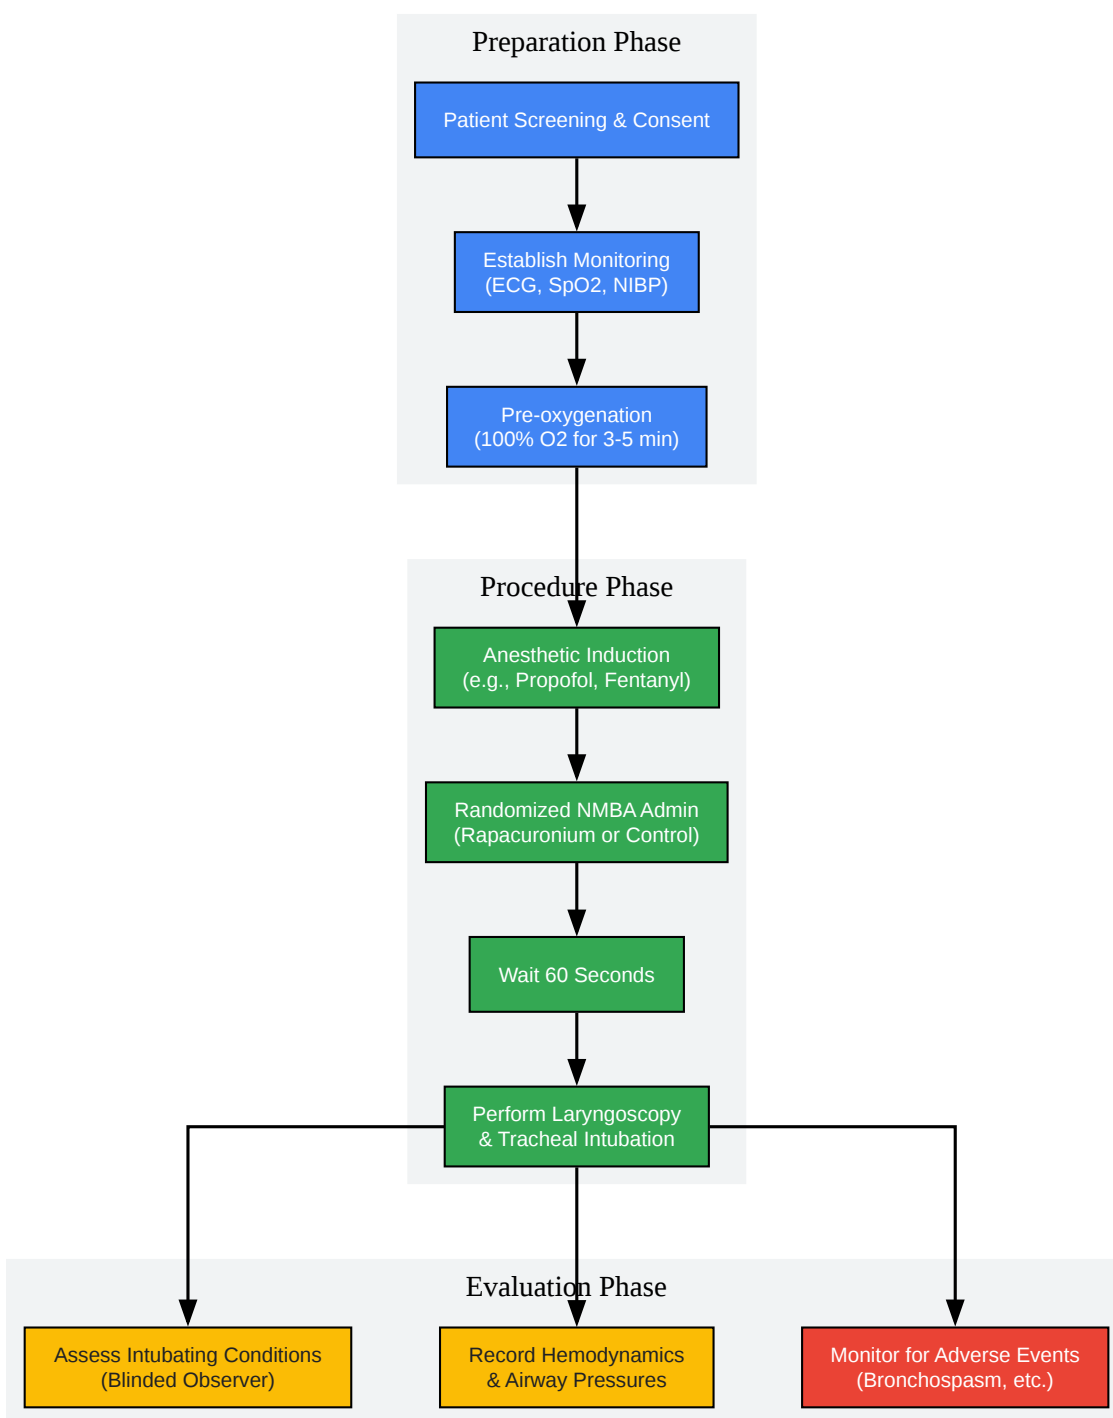 Preparation Phase
Patient Screening & Consent
Establish Monitoring
(ECG, SpO2, NIBP)
Pre-oxygenation
(100% O2 for 3-5 min)
Procedure Phase
Anesthetic Induction
(e.g., Propofol, Fentanyl)
Randomized NMBA Admin
(Rapacuronium or Control)
Wait 60 Seconds
Perform Laryngoscopy
& Tracheal Intubation
Evaluation Phase
Assess Intubating Conditions
(Blinded Observer)
Record Hemodynamics
& Airway Pressures
Monitor for Adverse Events
(Bronchospasm, etc.)